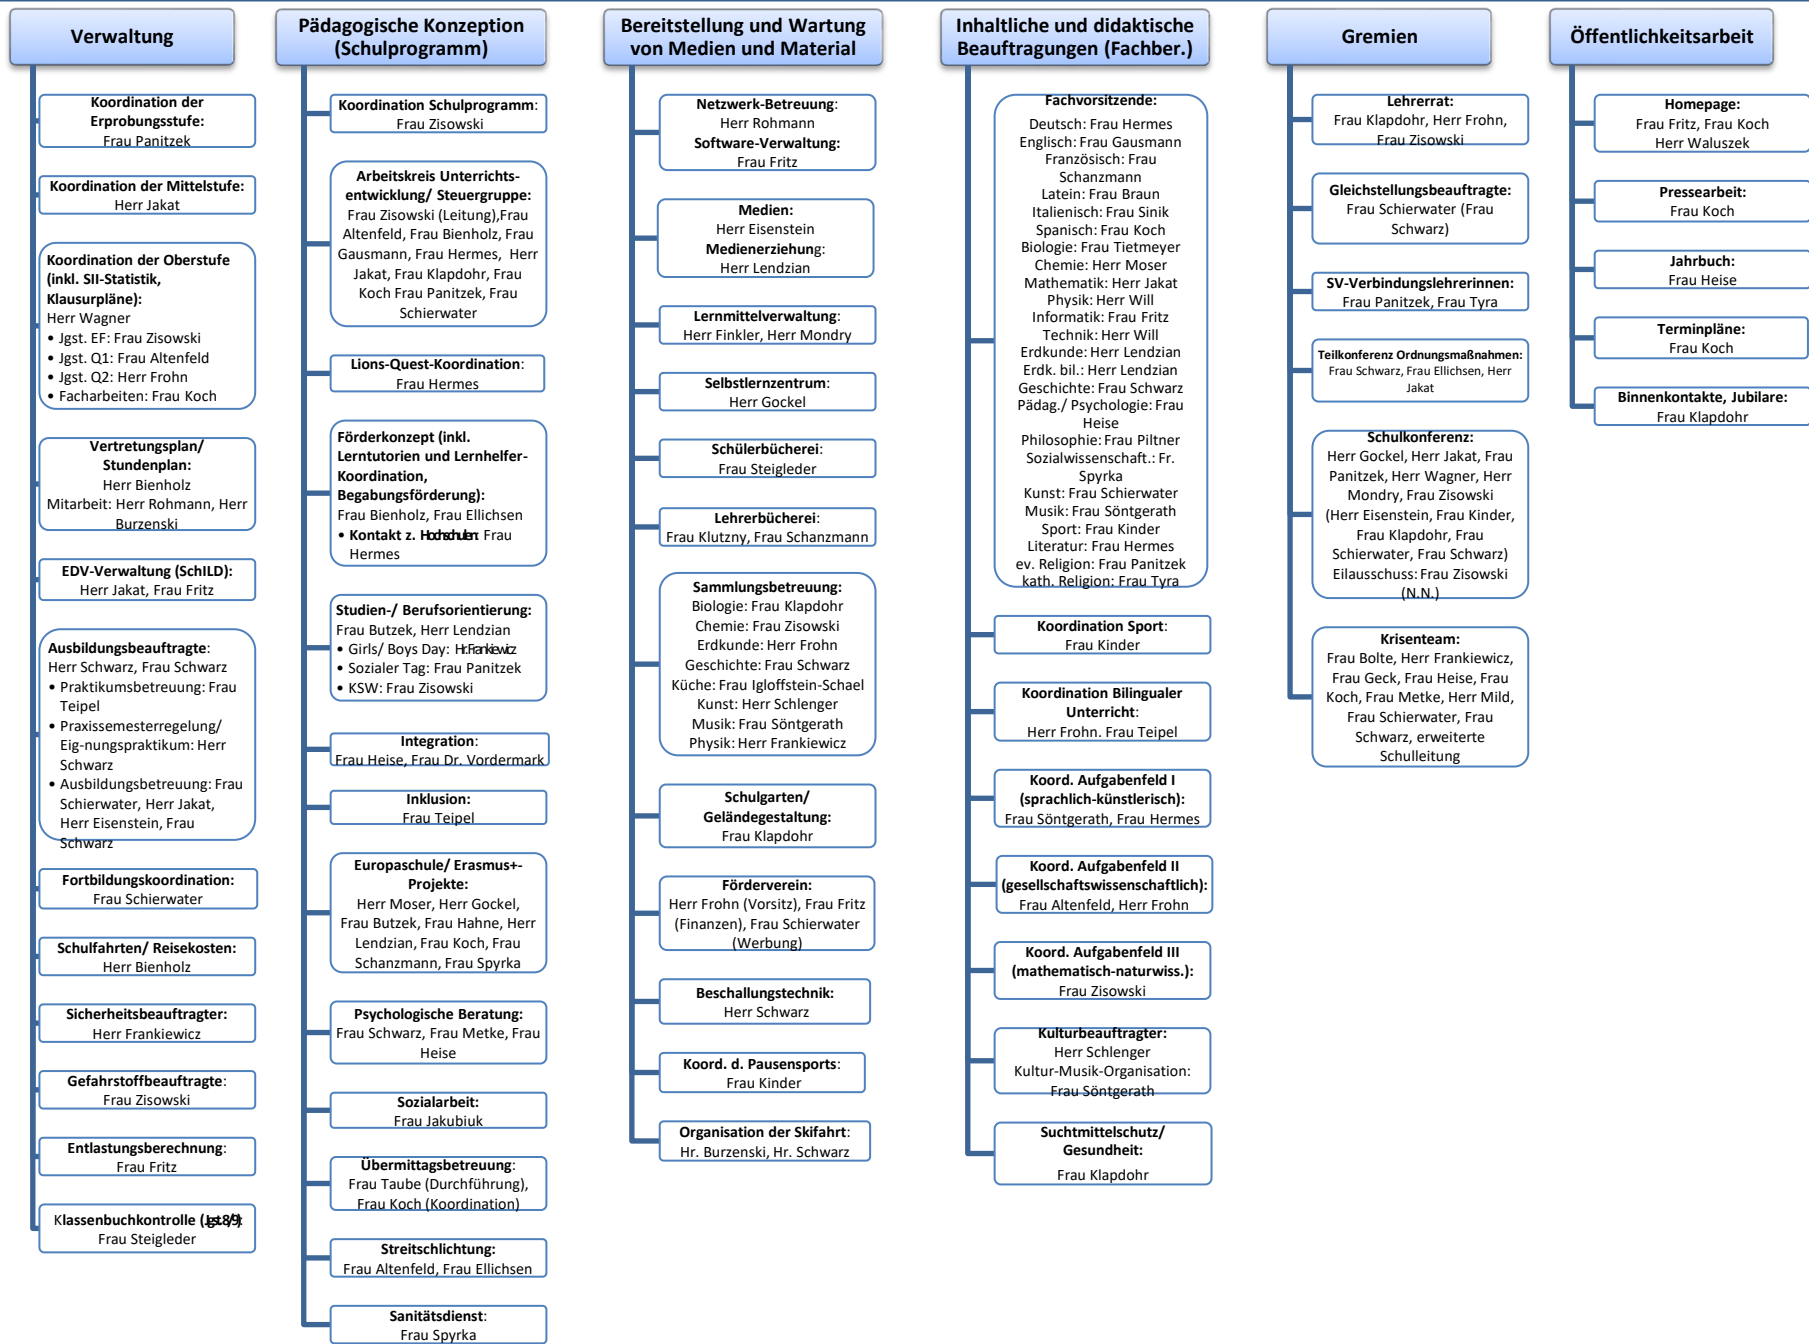 Verwaltung
Koordination der
Erprobungsstufe:
Frau Panitzek
Koordination der Mittelstufe:
Herr Jakat
Koordination der Oberstufe
(inkl. SII-Statistik,
Klausurpläne):
Herr Wagner
• Jgst. EF: Frau Zisowski
• Jgst. Q1: Frau Altenfeld
• Jgst. Q2: Herr Frohn
• Facharbeiten: Frau Koch
Vertretungsplan/
Stundenplan:
Herr Bienholz
Mitarbeit: Herr Rohmann, Herr
Burzenski
EDV-Verwaltung (SchILD):
Herr Jakat, Frau Fritz
Ausbildungsbeauftragte:
Herr Schwarz, Frau Schwarz
• Praktikumsbetreuung: Frau
Teipel
• Praxissemesterregelung/
Eig-nungspraktikum: Herr
Schwarz
• Ausbildungsbetreuung: Frau
Schierwater, Herr Jakat,
Herr Eisenstein, Frau
Schwarz
Fortbildungskoordination:
Frau Schierwater
Schulfahrten/ Reisekosten:
Herr Bienholz
Sicherheitsbeauftragter:
Herr Frankiewicz
Gefahrstoffbeauftragte:
Frau Zisowski
Entlastungsberechnung:
Frau Fritz
Klassenbuchkontrolle
Frau Steigleder
Pädagogische Konzeption
(Schulprogramm)
Koordination Schulprogramm:
Frau Zisowski
Arbeitskreis Unterrichts-
entwicklung/ Steuergruppe:
Frau Zisowski (Leitung),Frau
Altenfeld, Frau Bienholz, Frau
Gausmann, Frau Hermes, Herr
Jakat, Frau Klapdohr, Frau
Koch Frau Panitzek, Frau
Schierwater
Lions-Quest-Koordination:
Frau Hermes
Förderkonzept (inkl.
Lerntutorien und Lernhelfer-
Koordination,
Begabungsförderung):
Frau Bienholz, Frau Ellichsen
• Kontakt z. Hochschulen: Frau
Hermes
Studien-/ Berufsorientierung:
Frau Butzek, Herr Lendzian
• Girls/ Boys Day: Hr.Frankiewicz
• Sozialer Tag: Frau Panitzek
• KSW: Frau Zisowski
Integration:
Frau Heise, Frau Dr. Vordermark
Inklusion:
Frau Teipel
Europaschule/ Erasmus+-
Projekte:
Herr Moser, Herr Gockel,
Frau Butzek, Frau Hahne, Herr
Lendzian, Frau Koch, Frau
Schanzmann, Frau Spyrka
Psychologische Beratung:
Frau Schwarz, Frau Metke, Frau
Heise
Sozialarbeit:
Frau Jakubiuk
Übermittagsbetreuung:
Frau Taube (Durchführung),
Frau Koch (Koordination)
Streitschlichtung:
Frau Altenfeld, Frau Ellichsen
Sanitätsdienst:
Frau Spyrka
Bereitstellung und Wartung
von Medien und Material
Netzwerk-Betreuung:
Herr Rohmann
Software-Verwaltung:
Frau Fritz
Medien:
Herr Eisenstein
Medienerziehung:
Herr Lendzian
Lernmittelverwaltung:
Herr Finkler, Herr Mondry
Selbstlernzentrum:
Herr Gockel
Schülerbücherei:
Frau Steigleder
Lehrerbücherei:
Frau Klutzny, Frau Schanzmann
Sammlungsbetreuung:
Biologie: Frau Klapdohr
Chemie: Frau Zisowski
Erdkunde: Herr Frohn
Geschichte: Frau Schwarz
Küche: Frau Igloffstein-Schael
Kunst: Herr Schlenger
Musik: Frau Söntgerath
Physik: Herr Frankiewicz
Schulgarten/
Geländegestaltung:
Frau Klapdohr
Förderverein:
Herr Frohn (Vorsitz), Frau Fritz
(Finanzen), Frau Schierwater
(Werbung)
Beschallungstechnik:
Herr Schwarz
Koord. d. Pausensports:
Frau Kinder
Organisation der Skifahrt:
Hr. Burzenski, Hr. Schwarz
Inhaltliche und didaktische
Beauftragungen (Fachber.)
Fachvorsitzende:
Deutsch: Frau Hermes
Englisch: Frau Gausmann
Französisch: Frau
Schanzmann
Latein: Frau Braun
Italienisch: Frau Sinik
Spanisch: Frau Koch
Biologie: Frau Tietmeyer
Chemie: Herr Moser
Mathematik: Herr Jakat
Physik: Herr Will
Informatik: Frau Fritz
Technik: Herr Will
Erdkunde: Herr Lendzian
Erdk. bil.: Herr Lendzian
Geschichte: Frau Schwarz
Pädag./ Psychologie: Frau
Heise
Philosophie: Frau Piltner
Sozialwissenschaft.: Fr.
Spyrka
Kunst: Frau Schierwater
Musik: Frau Söntgerath
Sport: Frau Kinder
Literatur: Frau Hermes
ev. Religion: Frau Panitzek
kath. Religion: Frau Tyra
Koordination Sport:
Frau Kinder
Koordination Bilingualer
Unterricht:
Herr Frohn. Frau Teipel
Koord. Aufgabenfeld I
(sprachlich-künstlerisch):
Frau Söntgerath, Frau Hermes
Koord. Aufgabenfeld II
(gesellschaftswissenschaftlich):
Frau Altenfeld, Herr Frohn
Koord. Aufgabenfeld III
(mathematisch-naturwiss.):
Frau Zisowski
Kulturbeauftragter:
Herr Schlenger
Kultur-Musik-Organisation:
Frau Söntgerath
Suchtmittelschutz/
Gesundheit:
Frau Klapdohr
Gremien
Lehrerrat:
Frau Klapdohr, Herr Frohn,
Frau Zisowski
Gleichstellungsbeauftragte:
Frau Schierwater (Frau
Schwarz)
SV-Verbindungslehrerinnen:
Frau Panitzek, Frau Tyra
Teilkonferenz Ordnungsmaßnahmen:
Frau Schwarz, Frau Ellichsen, Herr
Jakat
Schulkonferenz:
Herr Gockel, Herr Jakat, Frau
Panitzek, Herr Wagner, Herr
Mondry, Frau Zisowski
(Herr Eisenstein, Frau Kinder,
Frau Klapdohr, Frau
Schierwater, Frau Schwarz)
Eilausschuss: Frau Zisowski
(N.N.)
Krisenteam:
Frau Bolte, Herr Frankiewicz,
Frau Geck, Frau Heise, Frau
Koch, Frau Metke, Herr Mild,
Frau Schierwater, Frau
Schwarz, erweiterte
Schulleitung
Öffentlichkeitsarbeit
Homepage:
Frau Fritz, Frau Koch
Herr Waluszek
Pressearbeit:
Frau Koch
Jahrbuch:
Frau Heise
Terminpläne:
Frau Koch
Binnenkontakte, Jubilare:
Frau Klapdohr